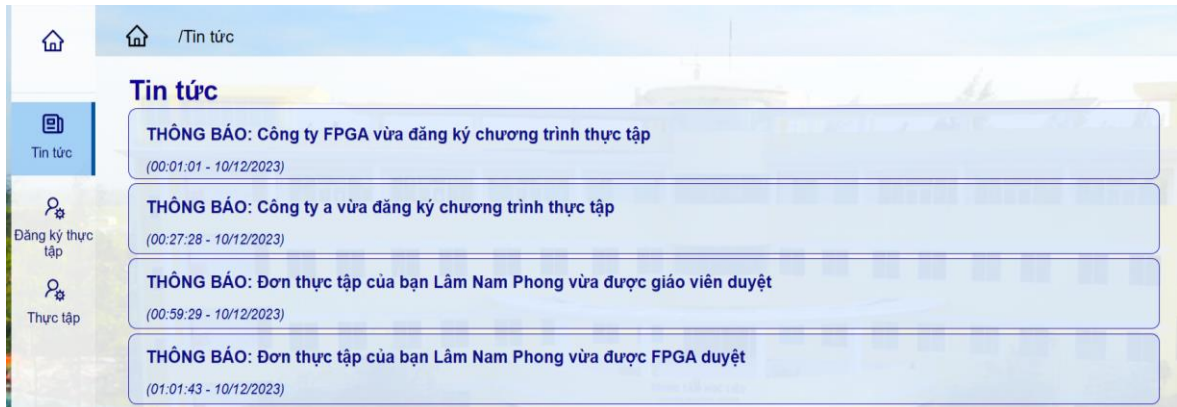 /Tin tức
Tin tức
Tin tức
Đăng ký thực
tập
Thực tập
THÔNG BÁO: Công ty FPGA vừa đăng ký chương trình thực tập
(00:01:01 - 10/12/2023)
THÔNG BÁO: Công ty a vừa đăng ký chương trình thực tập
(00:27:28 - 10/12/2023)
THÔNG BÁO: Đơn thực tập của bạn Lâm Nam Phong vừa được giáo viên duyệt
(00:59:29 - 10/12/2023)
THÔNG BÁO: Đơn thực tập của bạn Lâm Nam Phong vừa được FPGA duyệt
(01:01:43 - 10/12/2023)